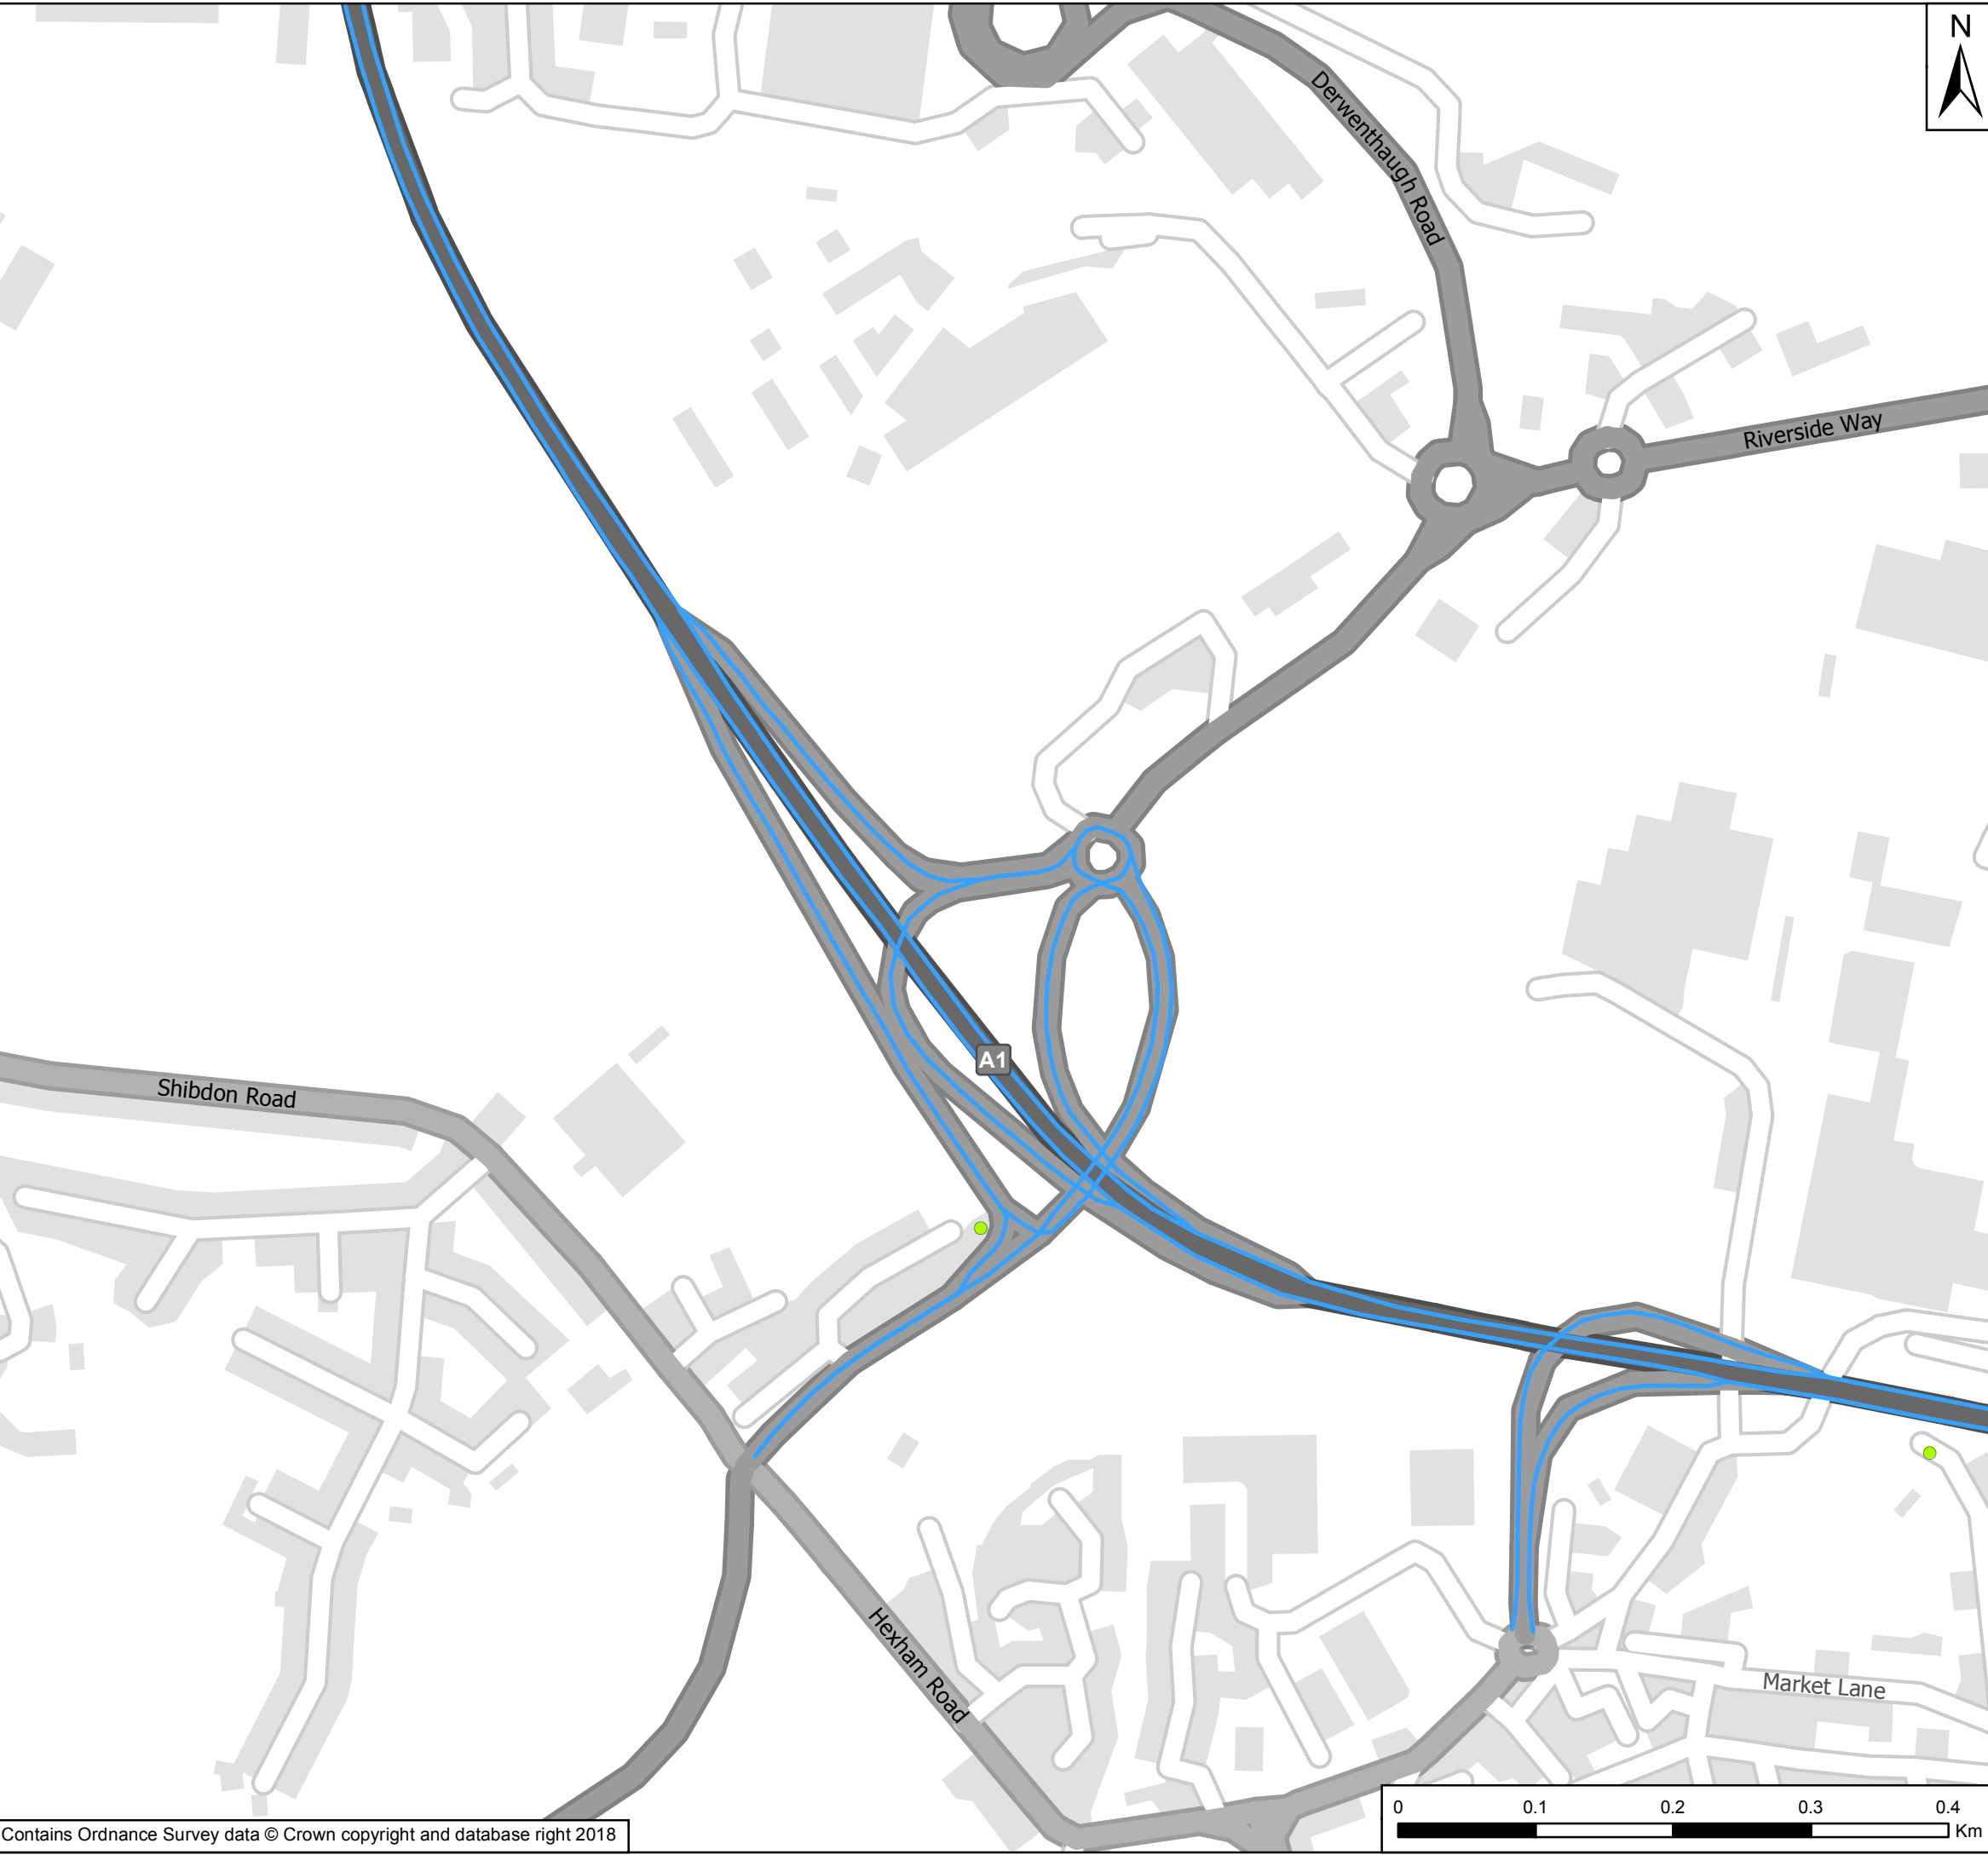 N
Derwenthaugh Road
Riverside Way
A1
Shibdon Road
Hexham Road
Market Lane
0 0.1 0.2 0.3 0.4
Km
Contains Ordnance Survey data © Crown copyright and database right 2018